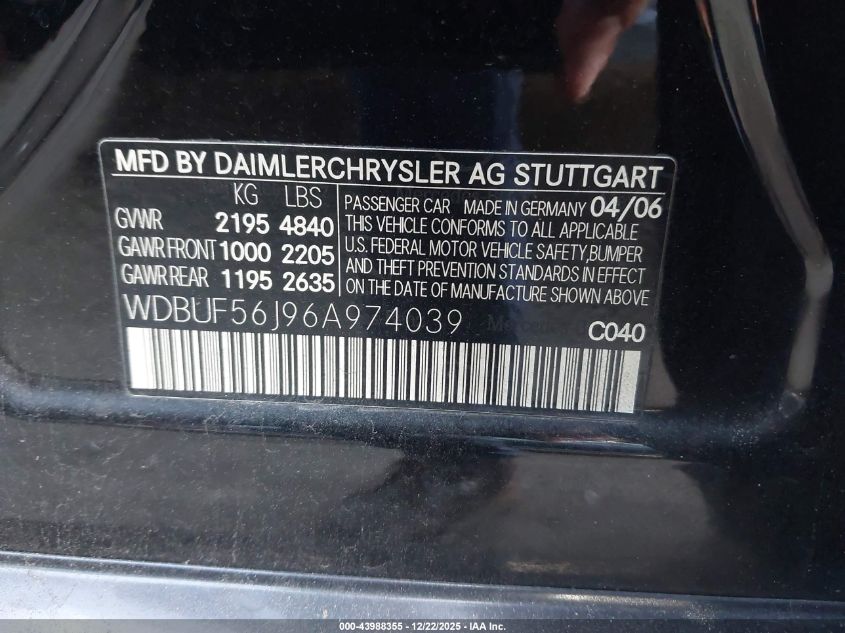 MFD BY DAIMLERCHRYSLER AG STUTTGART
KG LBS
GVWR 2195 4840
GAWR FRONT 1000 2205
GAWR REAR 1195 2635
PASSENGER CAR MADE IN GERMANY 04/06
THIS VEHICLE CONFORMS TO ALL APPLICABLE
U.S. FEDERAL MOTOR VEHICLE SAFETY, BUMPER
AND THEFT PREVENTION STANDARDS IN EFFECT
ON THE DATE OF MANUFACTURE SHOWN ABOVE
WDBUF56J96A974039
C040
000-43988355 - 12/22/2025 - IAA Inc.